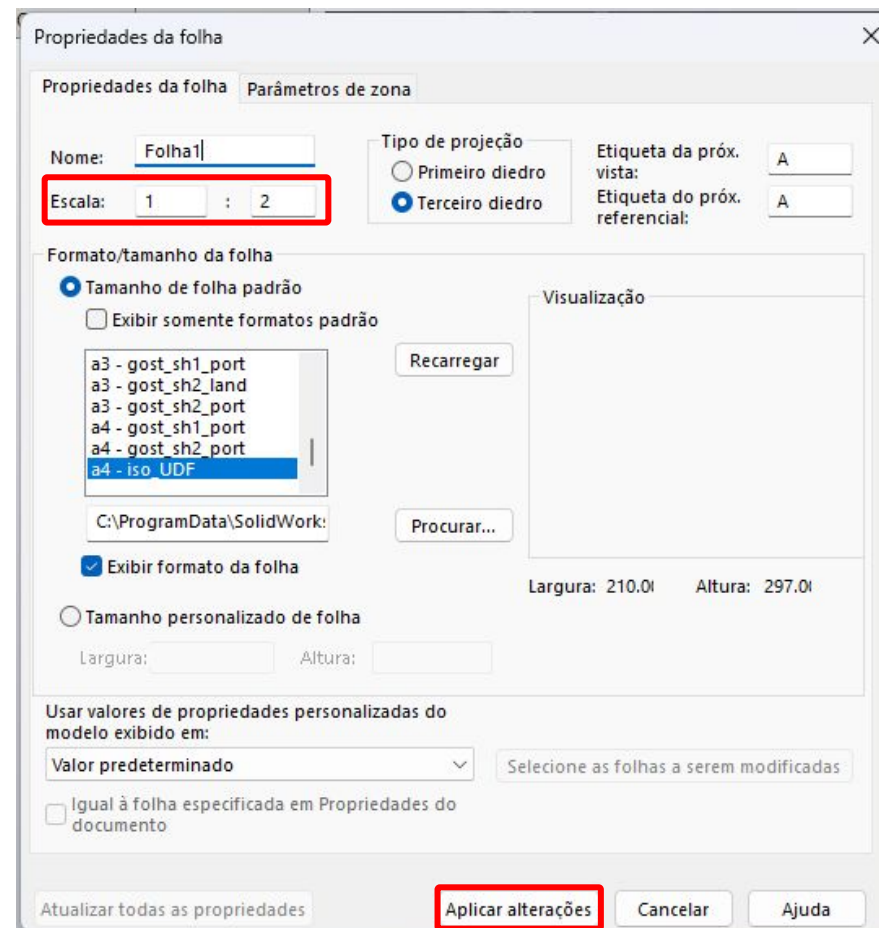 Propriedades da folha
Propriedades da folha Parâmetros de zona
Nome: Folha1
Escala: 1 : 2
Tipo de projeção
Primeiro diedro
Terceiro diedro
Etiqueta da próx.
vista: A
Etiqueta do próx.
referencial: A
Formato/tamanho da folha
Tamanho de folha padrão
Exibir somente formatos padrão
a3 - gost_sh1_port
a3 - gost_sh2_land
a3 - gost_sh2_port
a4 - gost_sh1_port
a4 - gost_sh2_port
a4 - iso_UDF
Recarregar
C:\ProgramData\SolidWork
Procurar...
Exibir formato da folha
Visualização
Largura: 210.0 Altura: 297.0
Tamanho personalizado de folha
Largura: Altura:
Usar valores de propriedades personalizadas do
modelo exibido em:
Valor predeterminado
Selecione as folhas a serem modificadas
Igual à folha especificada em Propriedades do
documento
Atualizar todas as propriedades Aplicar alterações Cancelar Ajuda